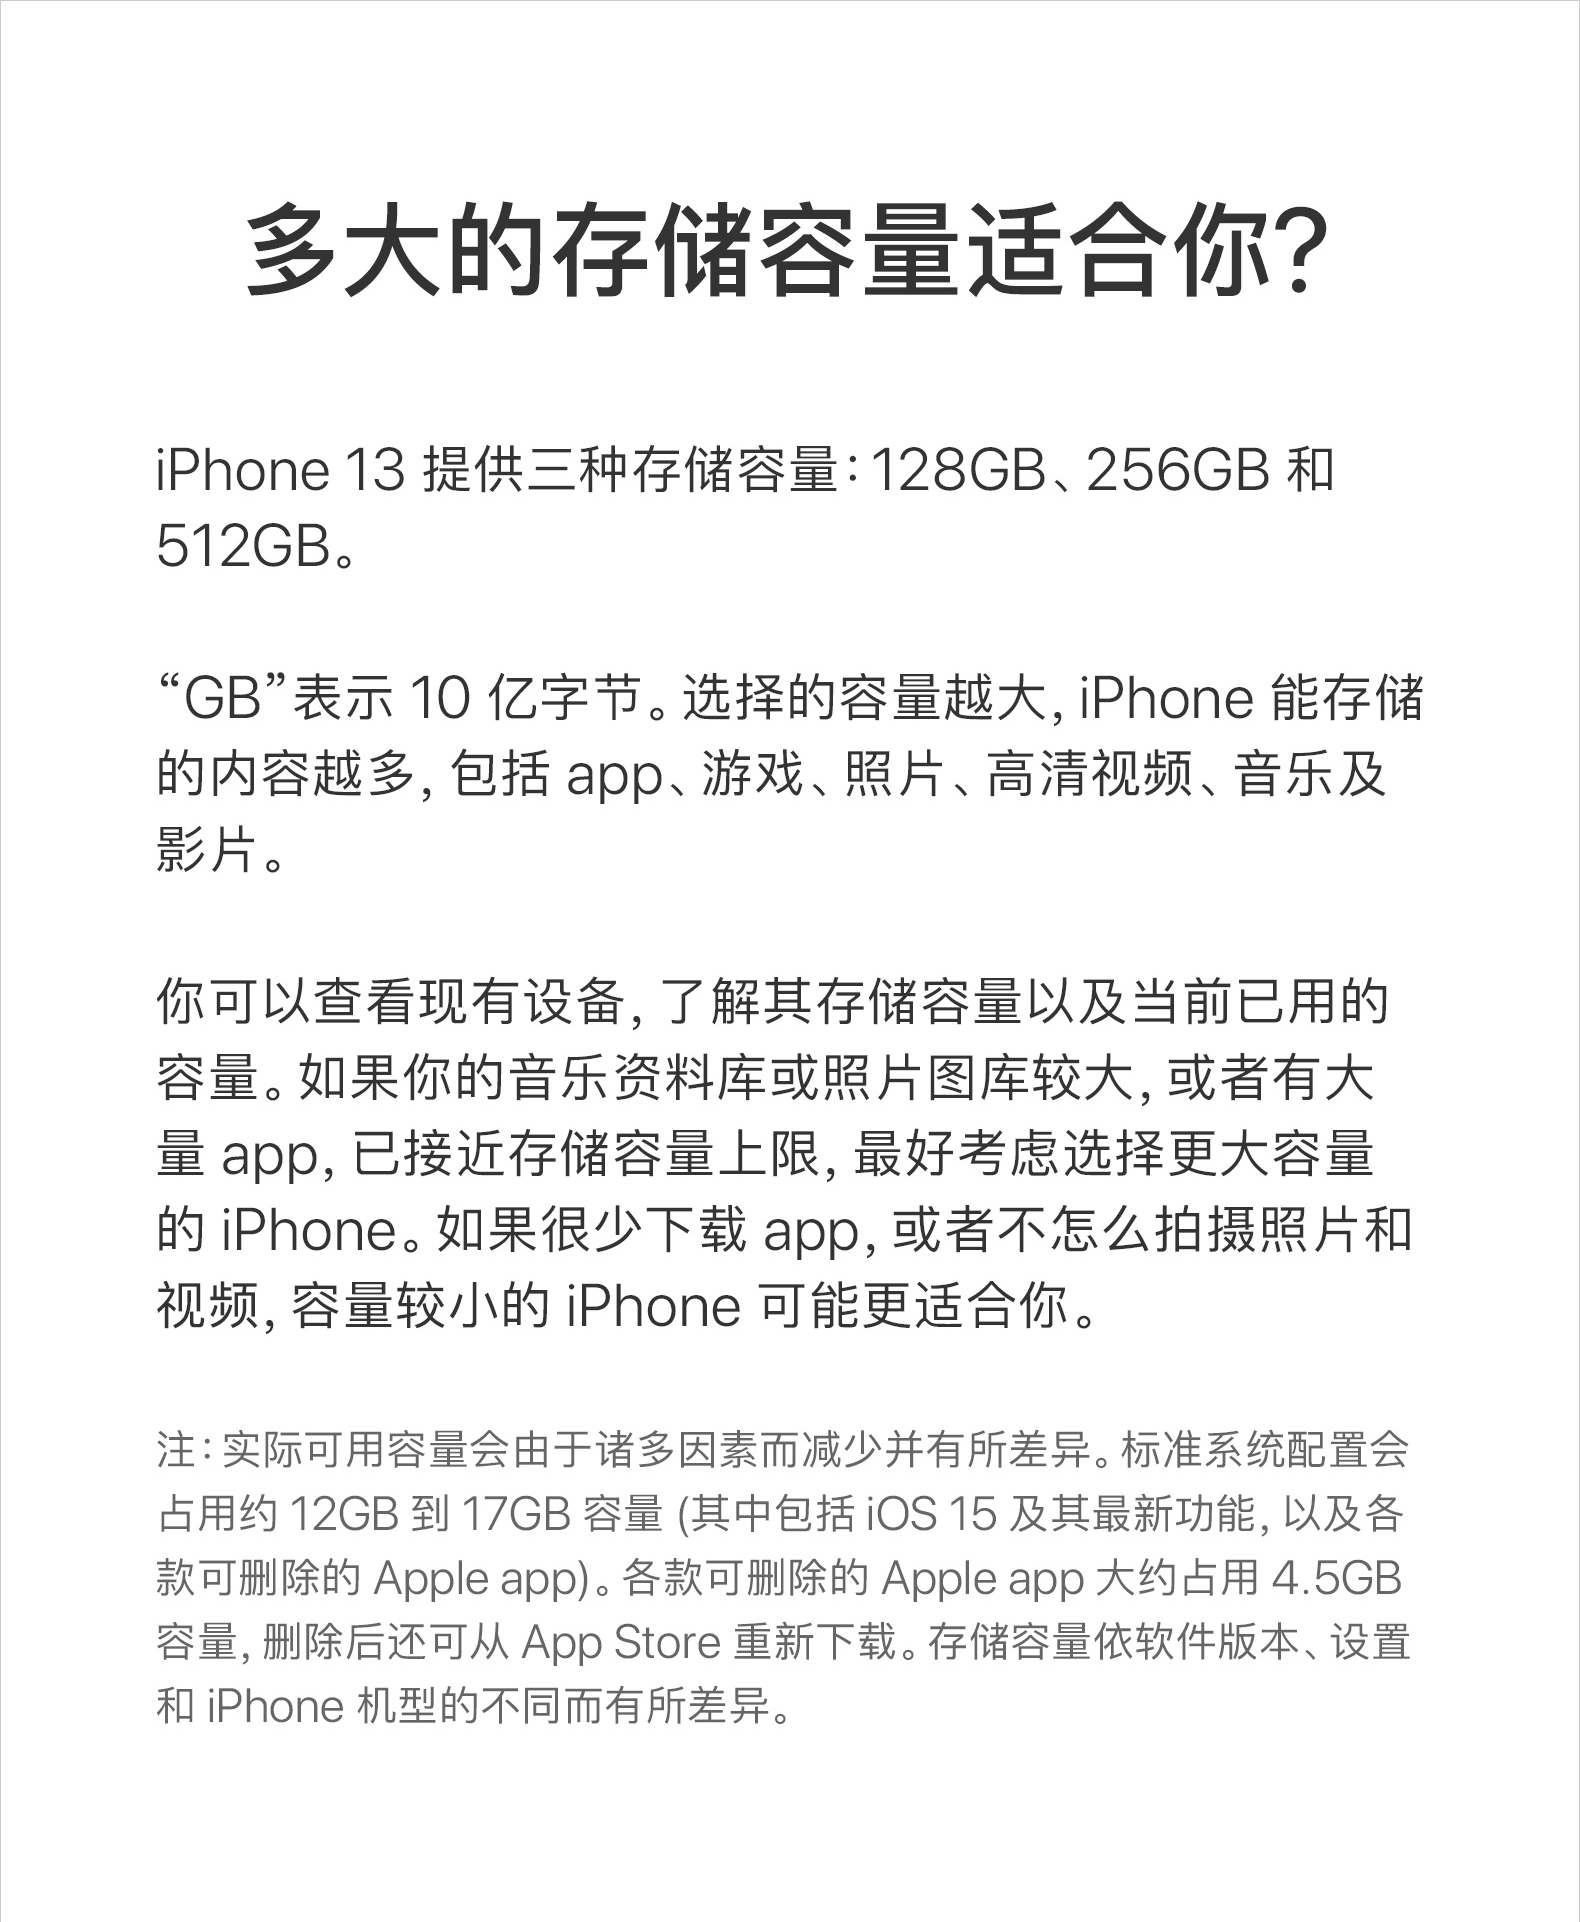 多大的存储容量适合你?
iPhone 13 提供三种存储容量：128GB、256GB 和
512GB。
“GB”表示 10 亿字节。选择的容量越大，iPhone 能存储
的内容越多，包括 app、游戏、照片、高清视频、音乐及
影片。
你可以查看现有设备，了解其存储容量以及当前已用的
容量。如果你的音乐资料库或照片图库较大，或者有大
量 app，已接近存储容量上限，最好考虑选择更大容量
的 iPhone。如果很少下载 app，或者不怎么拍摄照片和
视频，容量较小的 iPhone 可能更适合你。
注：实际可用容量会由于诸多因素而减少并有所差异。标准系统配置会
占用约 12GB 到 17GB 容量 (其中包括 iOS 15 及其最新功能，以及各
款可删除的 Apple app)。各款可删除的 Apple app 大约占用 4.5GB
容量，删除后还可从 App Store 重新下载。存储容量依软件版本、设置
和 iPhone 机型的不同而有所差异。